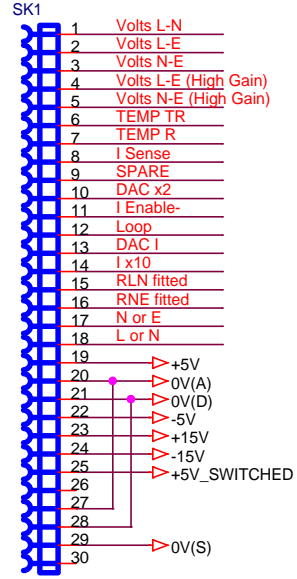 SK1
1 Volts L-N
2 Volts L-E
3 Volts N-E
4 Volts L-E (High Gain)
5 Volts N-E (High Gain)
6 TEMP TR
7 TEMP R
8 I Sense
9 SPARE
10 DAC x2
11 I Enable-
12 Loop
13 DAC I
14 I x10
15 RLN fitted
16 RNE fitted
17 N or E
18 L or N
19 +5V
20 0V(A)
21 0V(D)
22 -5V
23 +15V
24 -15V
25 +5V_SWITCHED
26
27
28
29 0V(S)
30